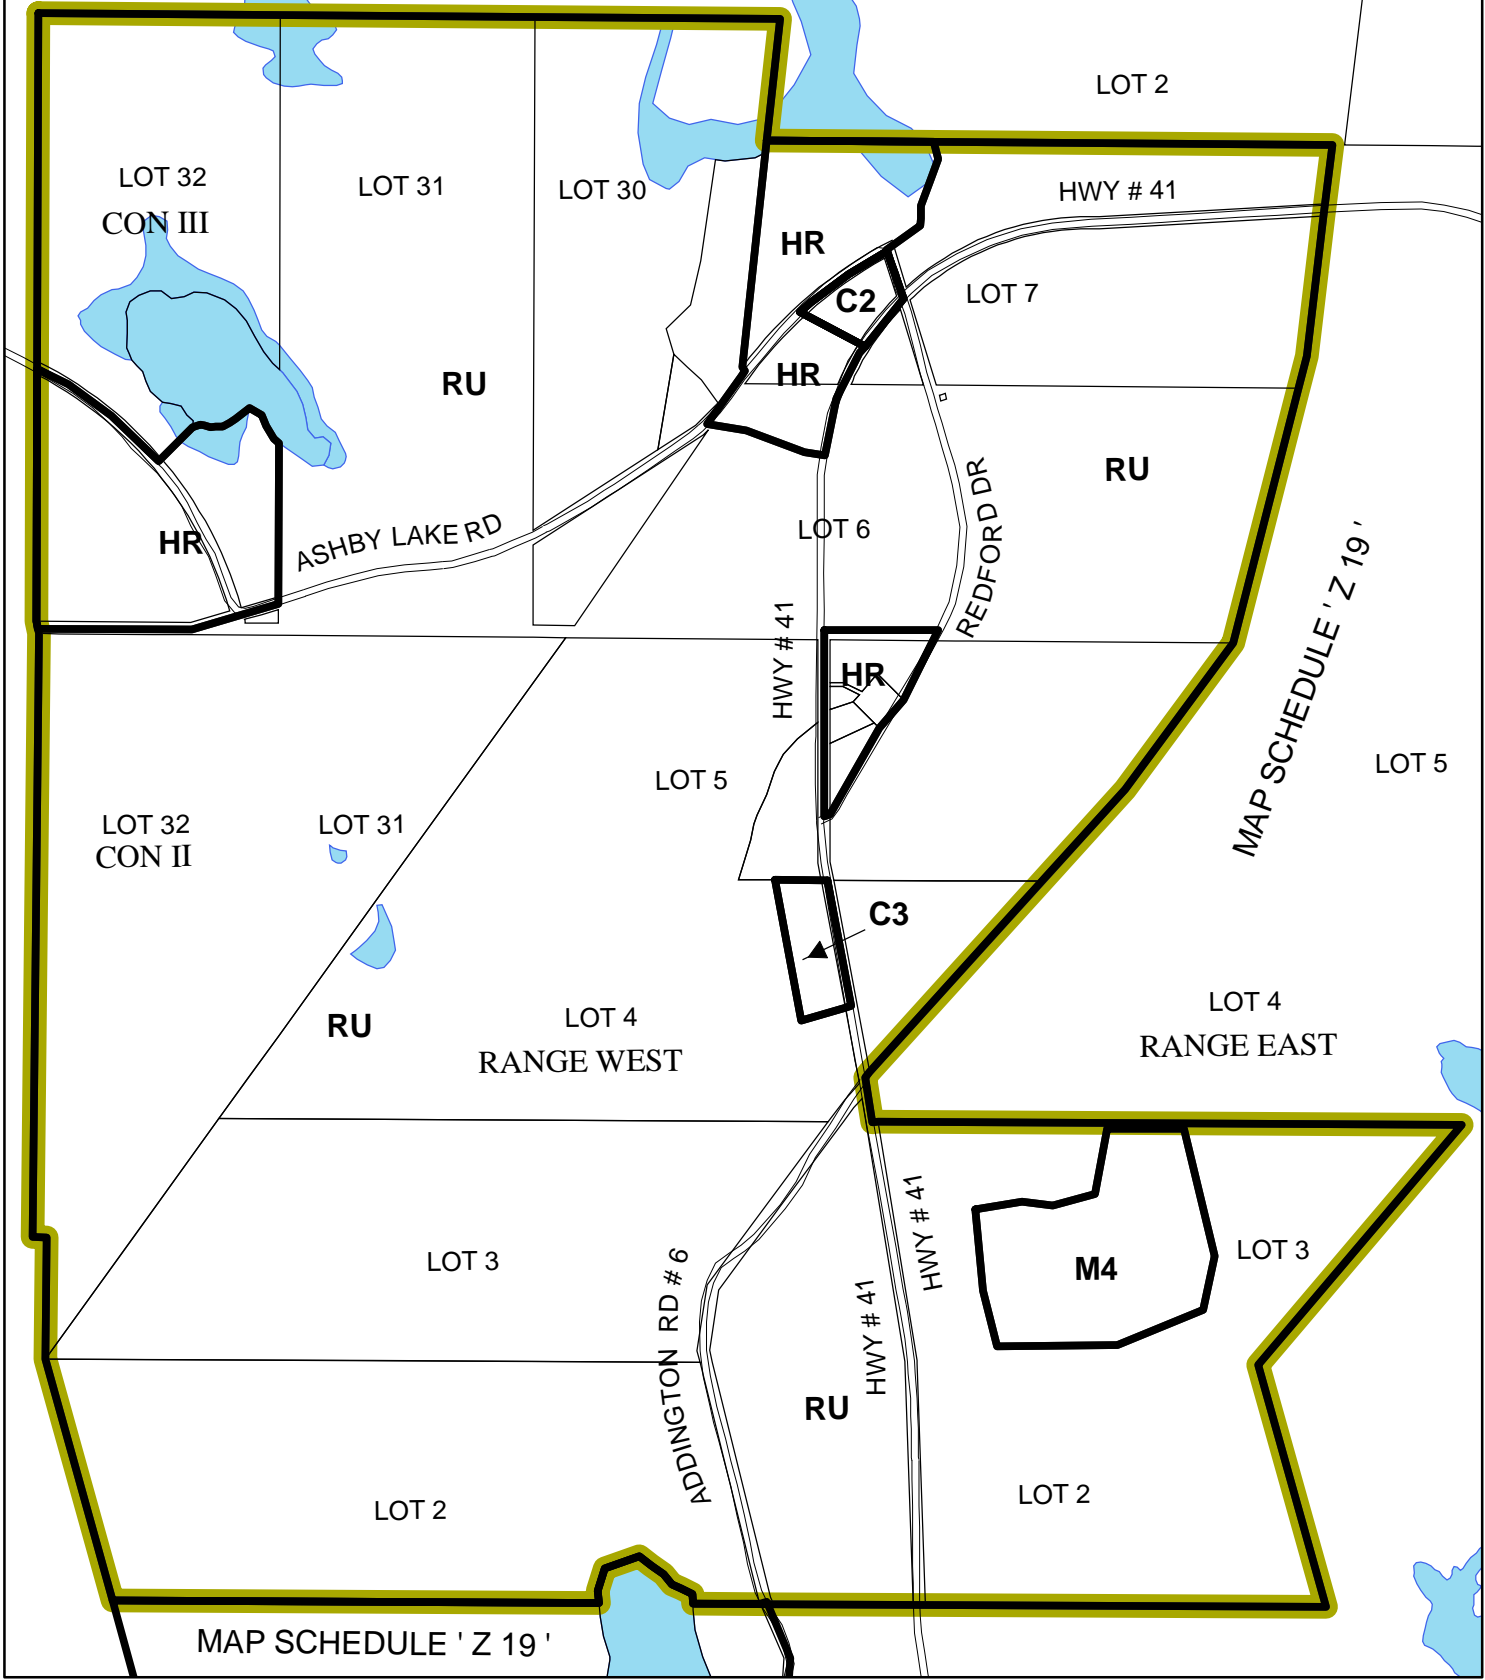 LOT 2
LOT 32
CON III
LOT 31
LOT 30
HWY # 41
HR
C2
LOT 7
HR
RU
RU
LOT 6
REDFORD DR
ASHBY LAKE RD
HR
MAP SCHEDULE ' Z 19 '
HWY # 41
HR
LOT 5
LOT 5
LOT 32
CON II
LOT 31
C3
RU
LOT 4
RANGE WEST
LOT 4
RANGE EAST
HWY # 41
LOT 3
ADDINGTON RD # 6
HWY # 41
M4
LOT 3
RU
LOT 2
LOT 2
MAP SCHEDULE ' Z 19 '